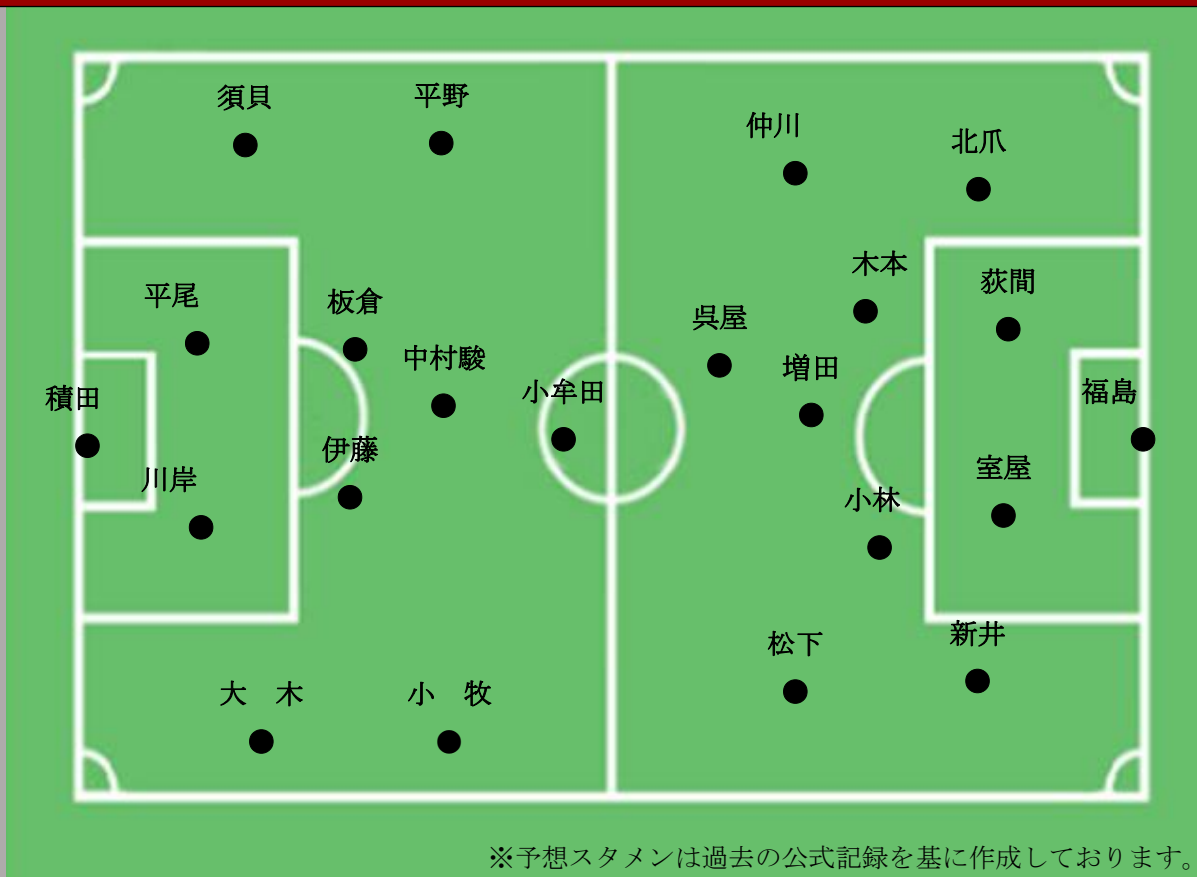 須貝
平野
仲川
北爪
木本
荻間
平尾
板倉
呉屋
中村駿
増田
小牟田
福島
積田
伊藤
川岸
室屋
小林
松下
新井
大　木
小　牧
※予想スタメンは過去の公式記録を基に作成しております。